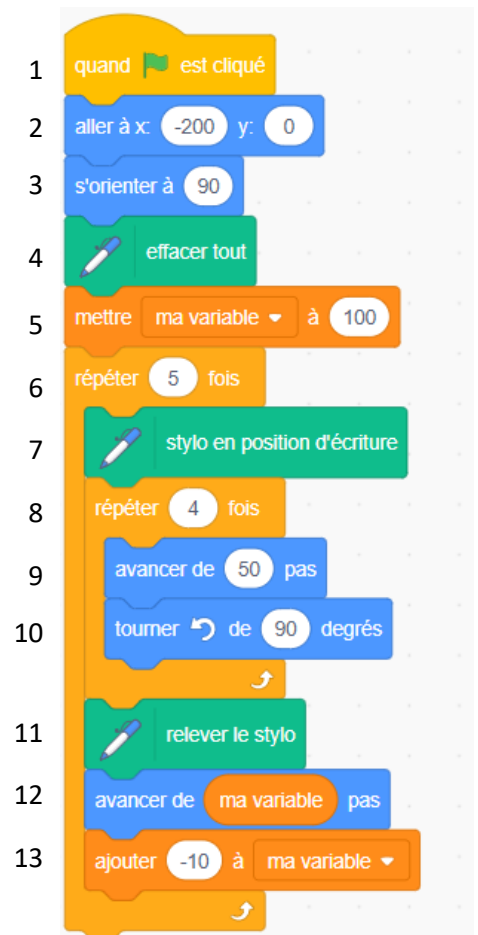 1 quand est cliqué
2 aller à x: -200 y: 0
3 s'orienter à 90
4 effacer tout
5 mettre ma variable à 100
6 répéter 5 fois
7 stylo en position d'écriture
8 répéter 4 fois
9 avancer de 50 pas
10 tourner de 90 degrés
11 relever le stylo
12 avancer de ma variable pas
13 ajouter -10 à ma variable